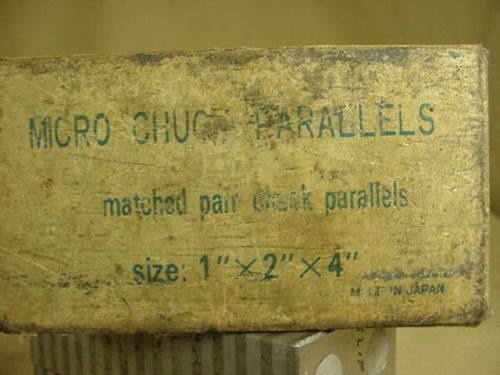 MICRO CHUCK PARALLELS
matched pair chuck parallels
size: 1" × 2" × 4"
MADE IN JAPAN